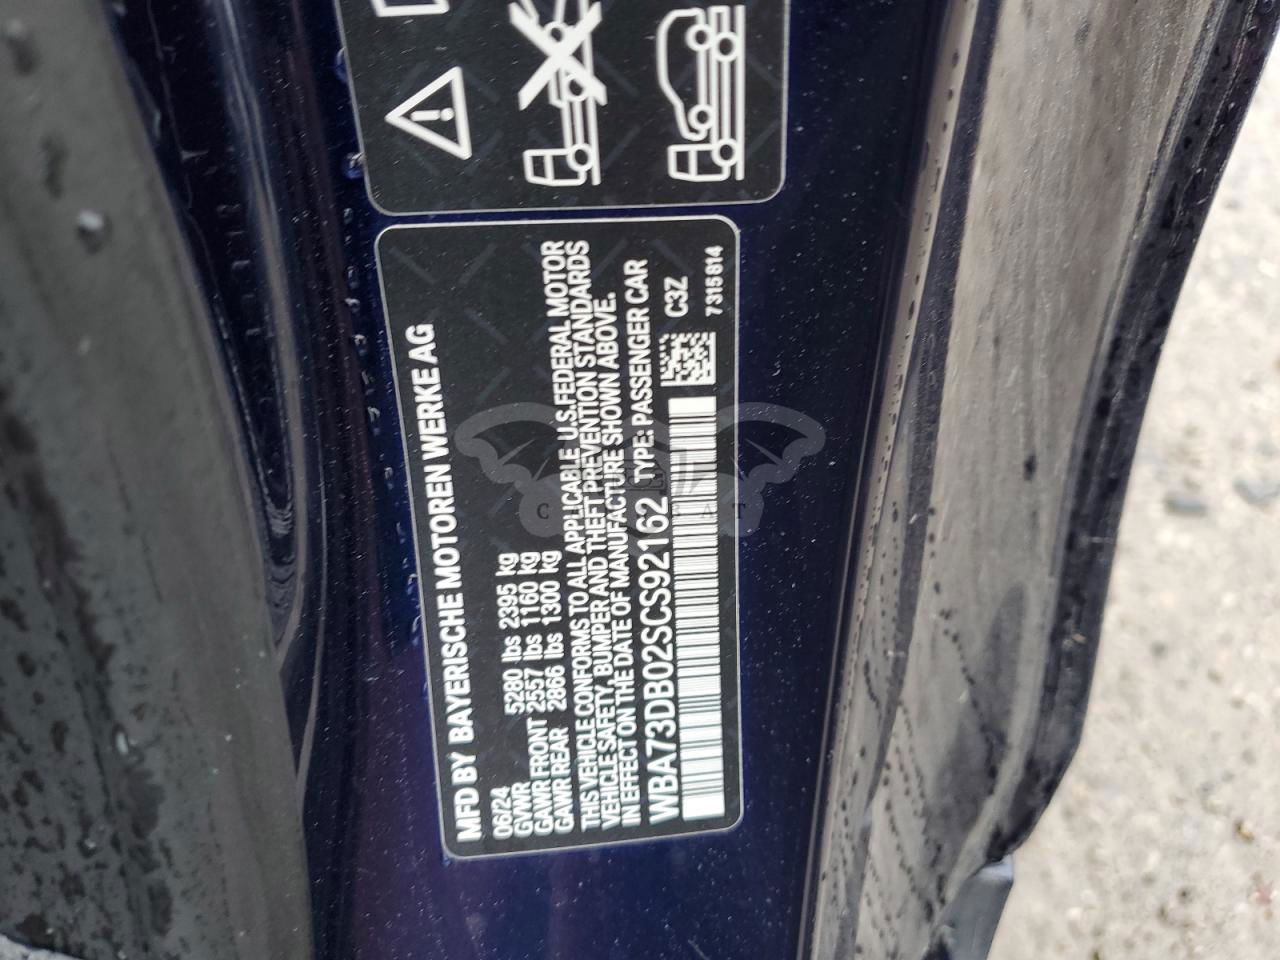 MFD BY BAYERISCHE MOTOREN WERKE AG
06/24
GVWR 5280 lbs 2395 kg
GAWR FRONT 2557 lbs 1160 kg
GAWR REAR 2866 lbs 1300 kg
THIS VEHICLE CONFORMS TO ALL APPLICABLE U.S.FEDERAL MOTOR
VEHICLE SAFETY, BUMPER AND THEFT PREVENTION STANDARDS
IN EFFECT ON THE DATE OF MANUFACTURE SHOWN ABOVE.
WBA73DB02SCS92162 TYPE: PASSENGER CAR
C3Z
7315814